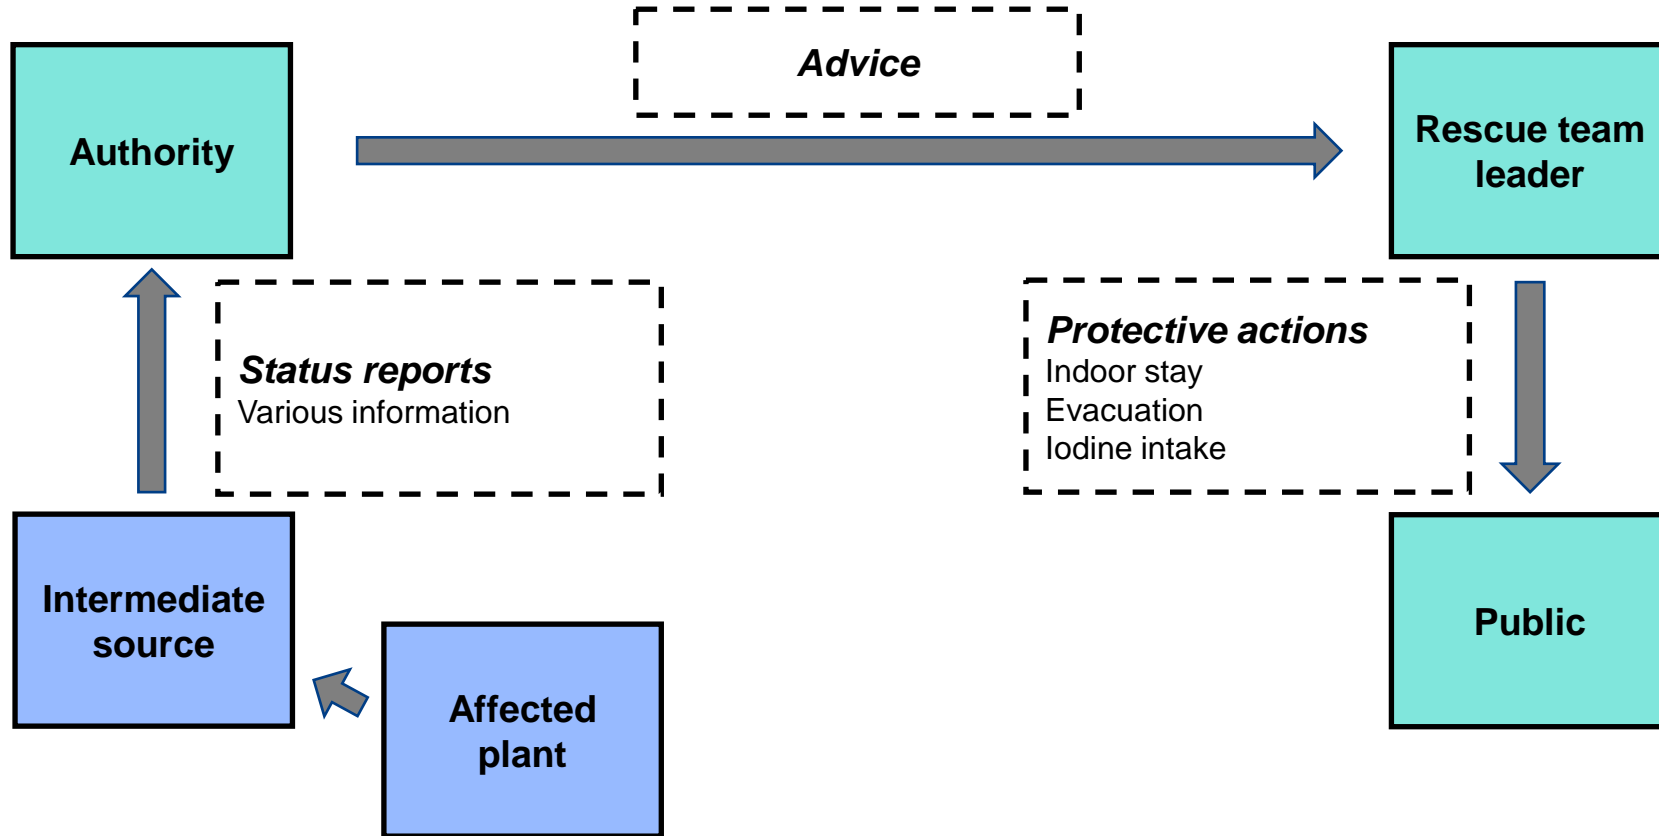 Advice
Authority
Rescue team
leader
Status reports
Various information
Protective actions
Indoor stay
Evacuation
Iodine intake
Intermediate
source
Affected
plant
Public